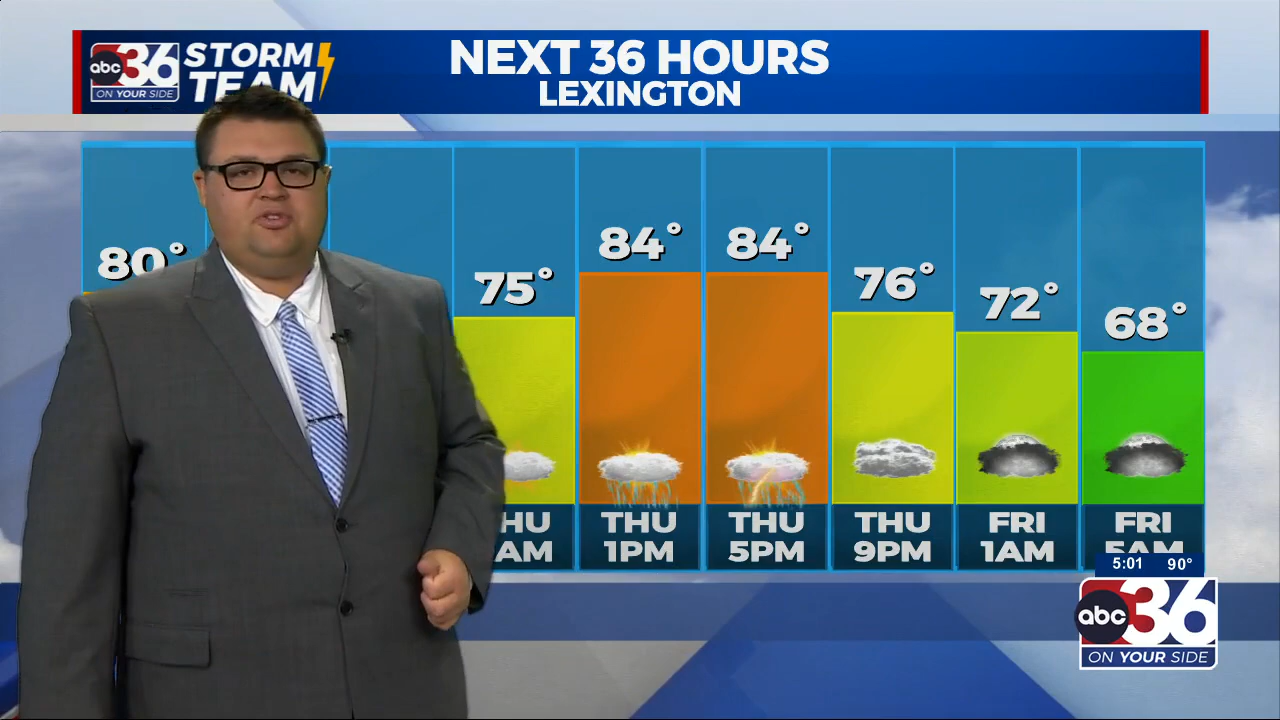 abc 36
ON YOUR SIDE
STORM
TEAM
NEXT 36 HOURS
LEXINGTON
80°
75°
84°
84°
76°
72°
68°
THU
1PM
THU
5PM
THU
9PM
FRI
1AM
FRI
5AM
5:01 90°
abc 36
ON YOUR SIDE